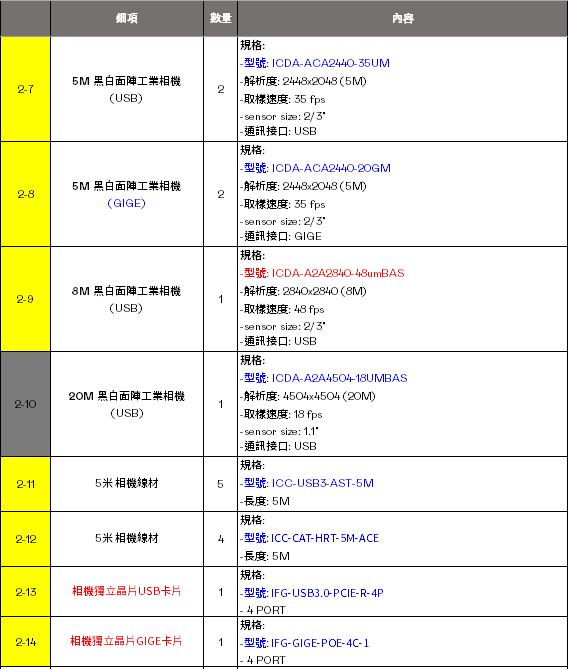 細項 數量 內容
2-7 5M 黑白面陣工業相機 (USB) 2
規格:
-型號: ICDA-ACA2440-35UM
-解析度: 2448x2048 (5M)
-取樣速度: 35 fps
-sensor size: 2/3"
-通訊接口: USB
2-8 5M 黑白面陣工業相機 (GIGE) 2
規格:
-型號: ICDA-ACA2440-20GM
-解析度: 2448x2048 (5M)
-取樣速度: 35 fps
-sensor size: 2/3"
-通訊接口: GIGE
2-9 8M 黑白面陣工業相機 (USB) 1
規格:
-型號: ICDA-A2A2840-48umBAS
-解析度: 2840x2840 (8M)
-取樣速度: 48 fps
-sensor size: 2/3"
-通訊接口: USB
2-10 20M 黑白面陣工業相機 (USB) 1
規格:
-型號: ICDA-A2A4504-18UMBAS
-解析度: 4504x4504 (20M)
-取樣速度: 18 fps
-sensor size: 1.1"
-通訊接口: USB
2-11 5米 相機線材 5
規格:
-型號: ICC-USB3-AST-5M
-長度: 5M
2-12 5米 相機線材 4
規格:
-型號: ICC-CAT-HRT-5M-ACE
-長度: 5M
2-13 相機獨立晶片USB卡片 1
規格:
-型號: IFG-USB3.0-PCIE-R-4P
- 4 PORT
2-14 相機獨立晶片GIGE卡片 1
規格:
-型號: IFG-GIGE-POE-4C-1
- 4 PORT